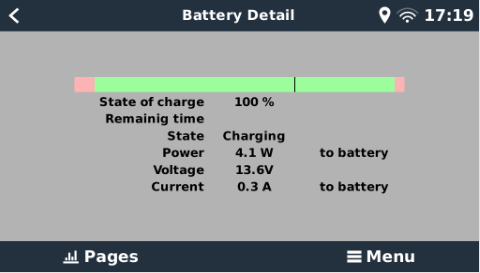 Battery Detail 17:19
State of charge 100 %
Remainig time
State Charging
Power 4.1 W to battery
Voltage 13.6V
Current 0.3 A to battery
Pages Menu